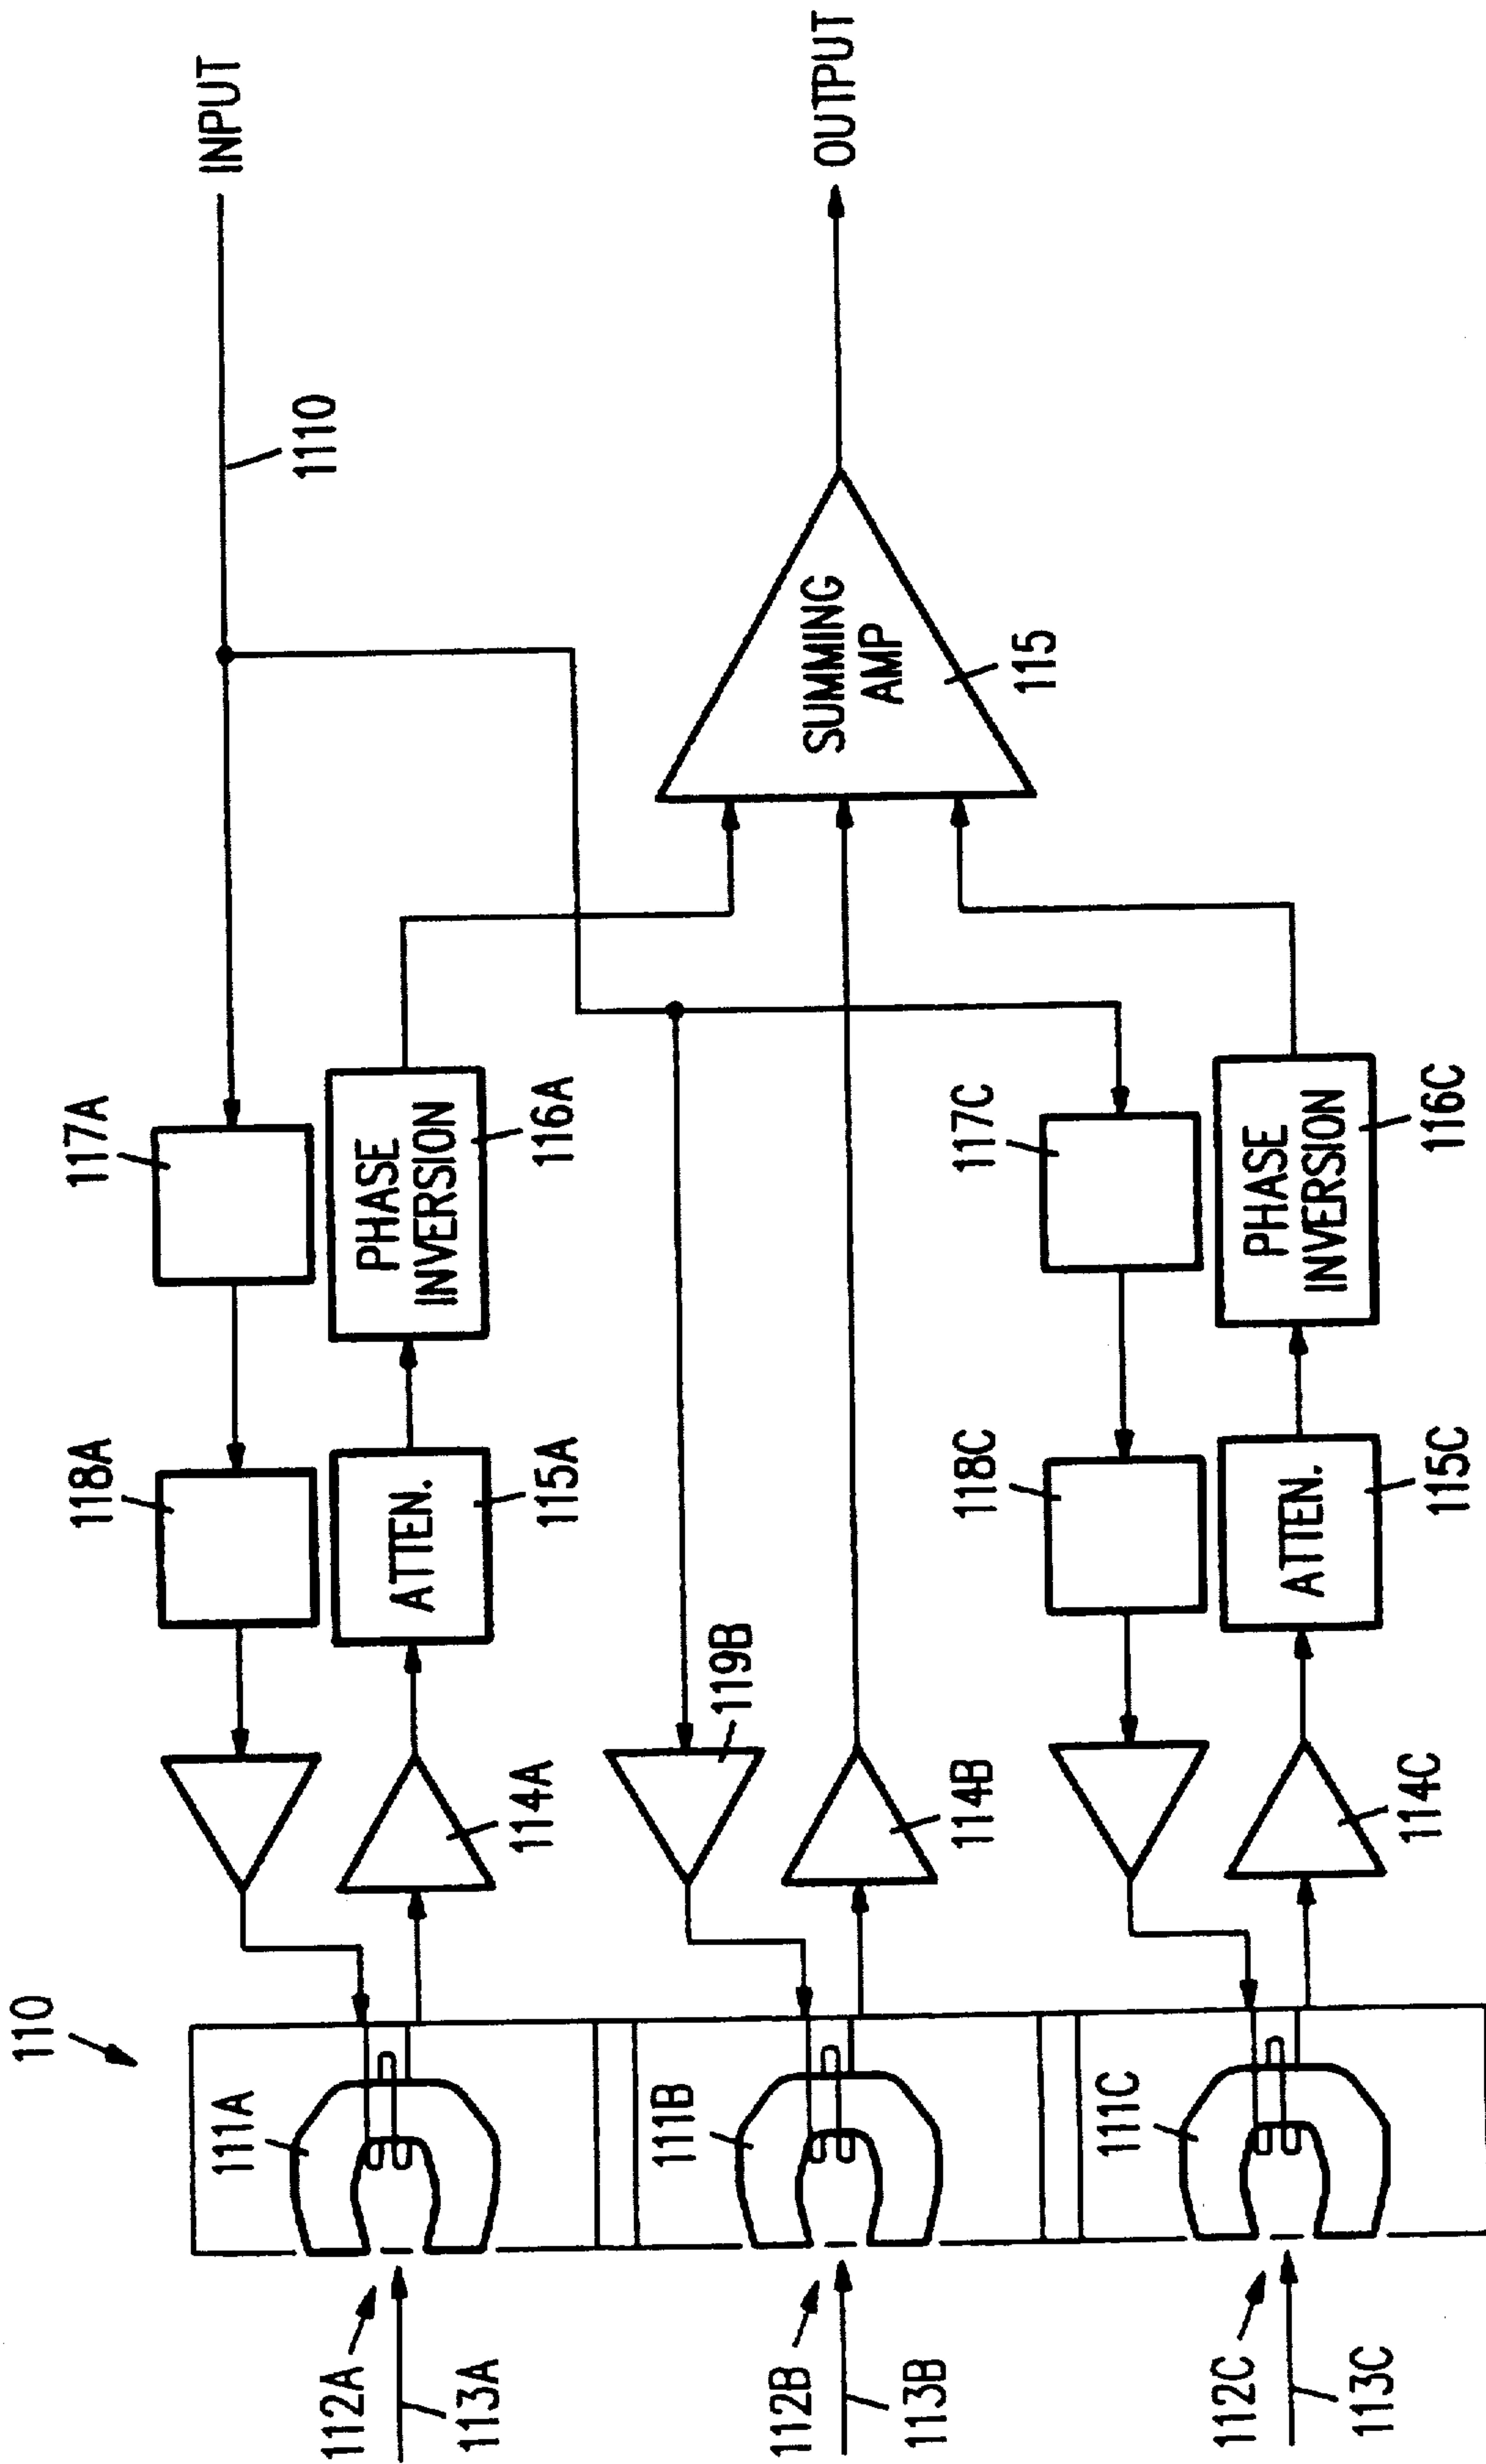 INPUT
1110
OUTPUT
SUMMING
AMP
115
117A
PHASE
INVERSION
116A
117C
PHASE
INVERSION
116C
118A
ATTEN.
115A
118C
ATTEN.
115C
119B
114A
114B
114C
110
111A
111B
111C
112A
113A
112B
113B
112C
113C